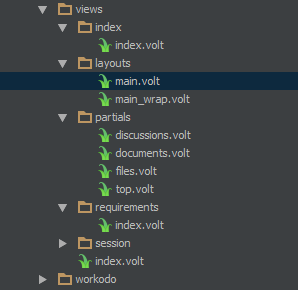 views
index
index.volt
layouts
main.volt
main_wrap.volt
partials
discussions.volt
documents.volt
files.volt
top.volt
requirements
index.volt
session
index.volt
workodo